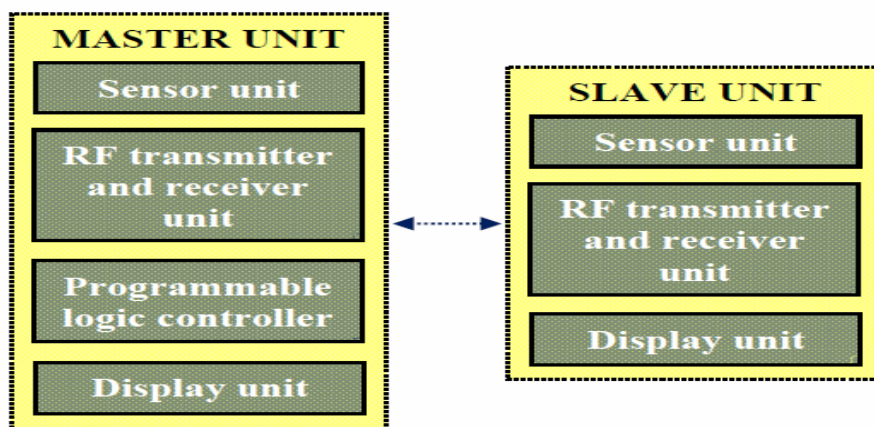 MASTER UNIT
Sensor unit
RF transmitter
and receiver
unit
Programmable
logic controller
Display unit
SLAVE UNIT
Sensor unit
RF transmitter
and receiver
unit
Display unit